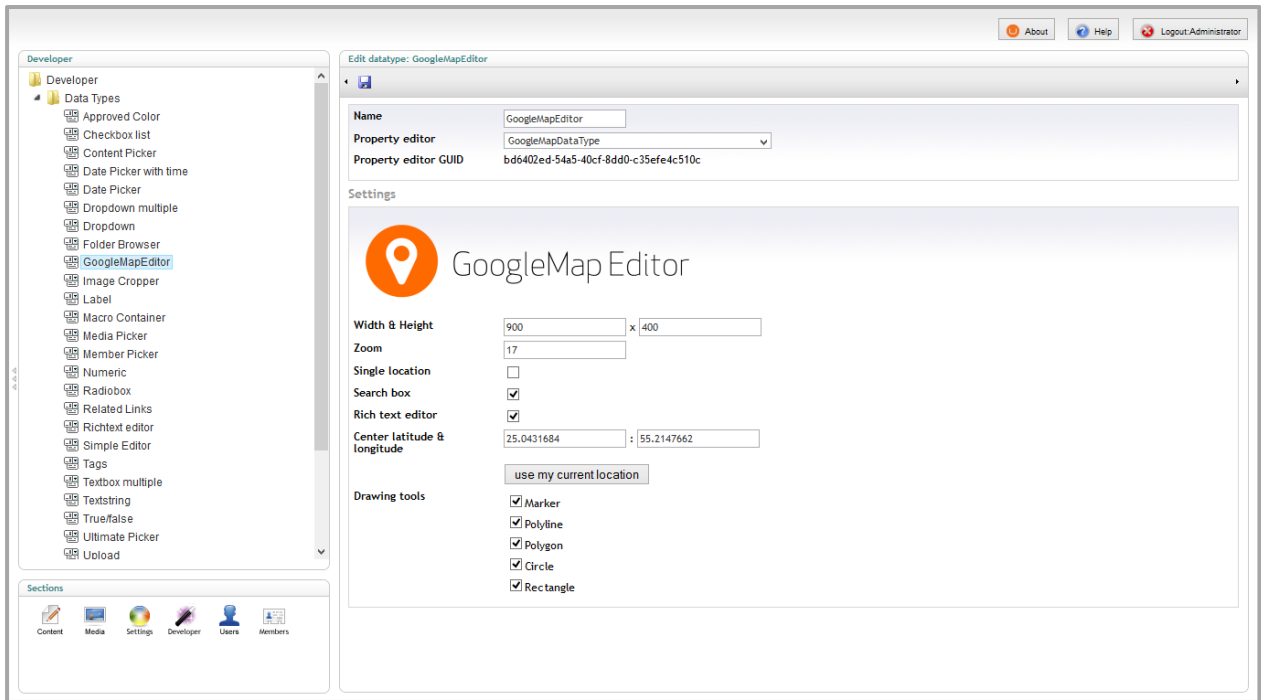 About
Help
Logout:Administrator
Developer
Developer
Data Types
Approved Color
Checkbox list
Content Picker
Date Picker with time
Date Picker
Dropdown multiple
Dropdown
Folder Browser
GoogleMapEditor
Image Cropper
Label
Macro Container
Media Picker
Member Picker
Numeric
Radiobox
Related Links
Richtext editor
Simple Editor
Tags
Textbox multiple
Textstring
True/false
Ultimate Picker
Upload
Sections
Content Media Settings Developer Users Members
Edit datatype: GoogleMapEditor
Name GoogleMapEditor
Property editor GoogleMapDataType
Property editor GUID bd6402ed-54a5-40cf-8dd0-c35efe4c510c
Settings
GoogleMap Editor
Width & Height 900 x 400
Zoom 17
Single location
Search box
Rich text editor
Center latitude & 25.0431684 : 55.2147662
longitude
use my current location
Drawing tools Marker
Polyline
Polygon
Circle
Rectangle